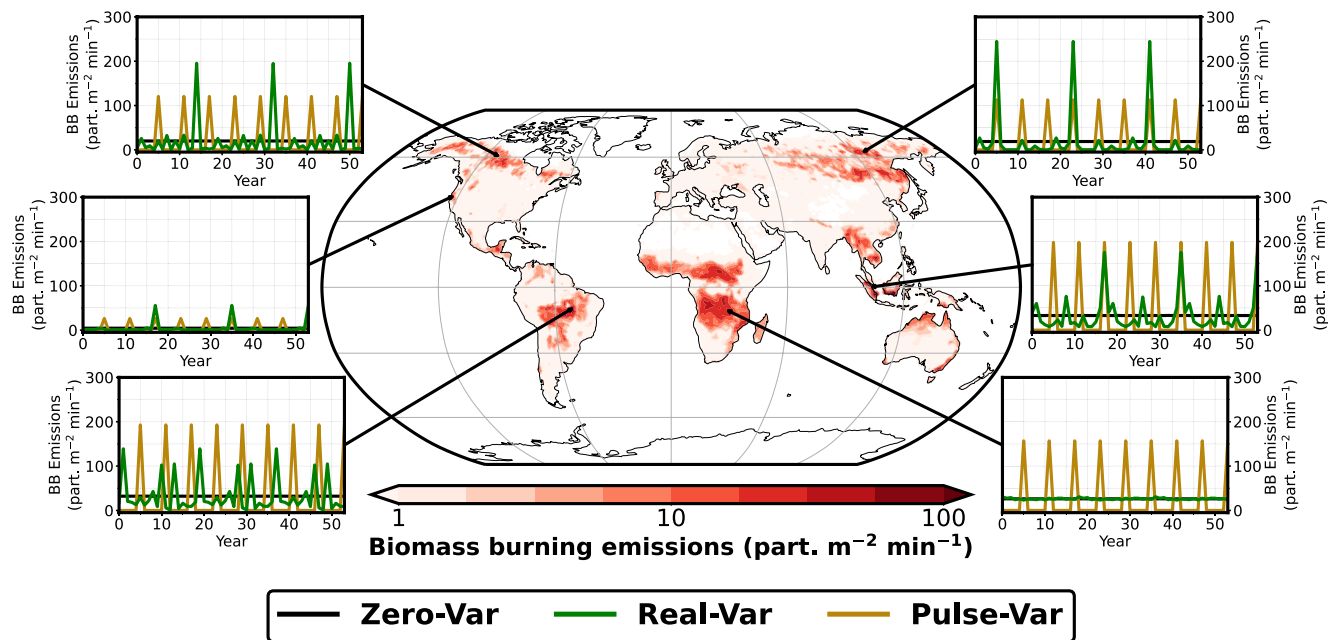 300
200
100
0
BB Emissions
(part. m⁻² min⁻¹)
0 10 20 30 40 50
Year
300
200
100
0
BB Emissions
(part. m⁻² min⁻¹)
0 10 20 30 40 50
Year
300
200
100
0
BB Emissions
(part. m⁻² min⁻¹)
0 10 20 30 40 50
Year
300
200
100
0
BB Emissions
(part. m⁻² min⁻¹)
0 10 20 30 40 50
Year
300
200
100
0
BB Emissions
(part. m⁻² min⁻¹)
0 10 20 30 40 50
Year
300
200
100
0
BB Emissions
(part. m⁻² min⁻¹)
0 10 20 30 40 50
Year
1 10 100
Biomass burning emissions (part. m⁻² min⁻¹)
Zero-Var Real-Var Pulse-Var